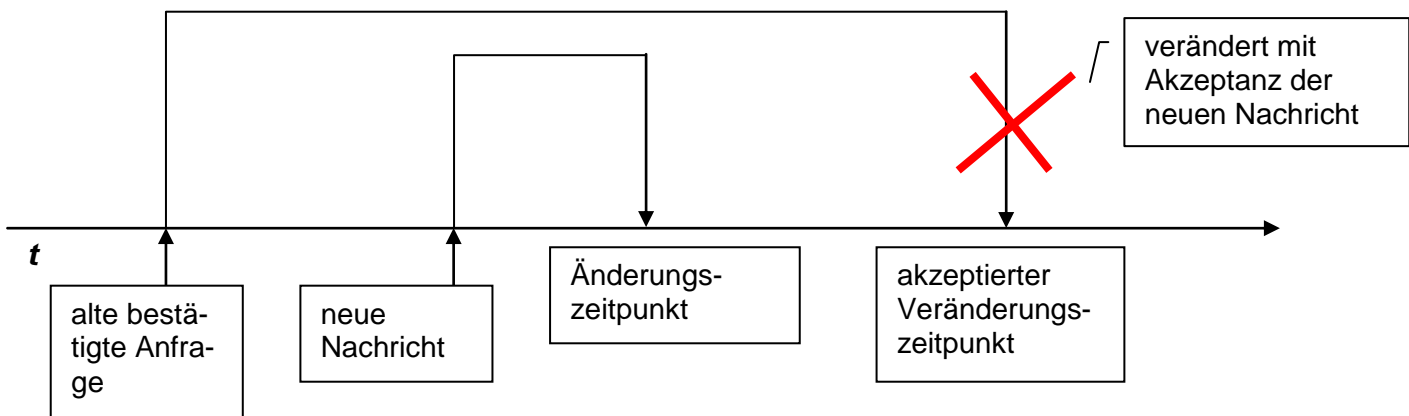 verändert mit
Akzeptanz der
neuen Nachricht
t
alte bestä-
tigte Anfra-
ge
neue
Nachricht
Änderungs-
zeitpunkt
akzeptierter
Veränderungs-
zeitpunkt